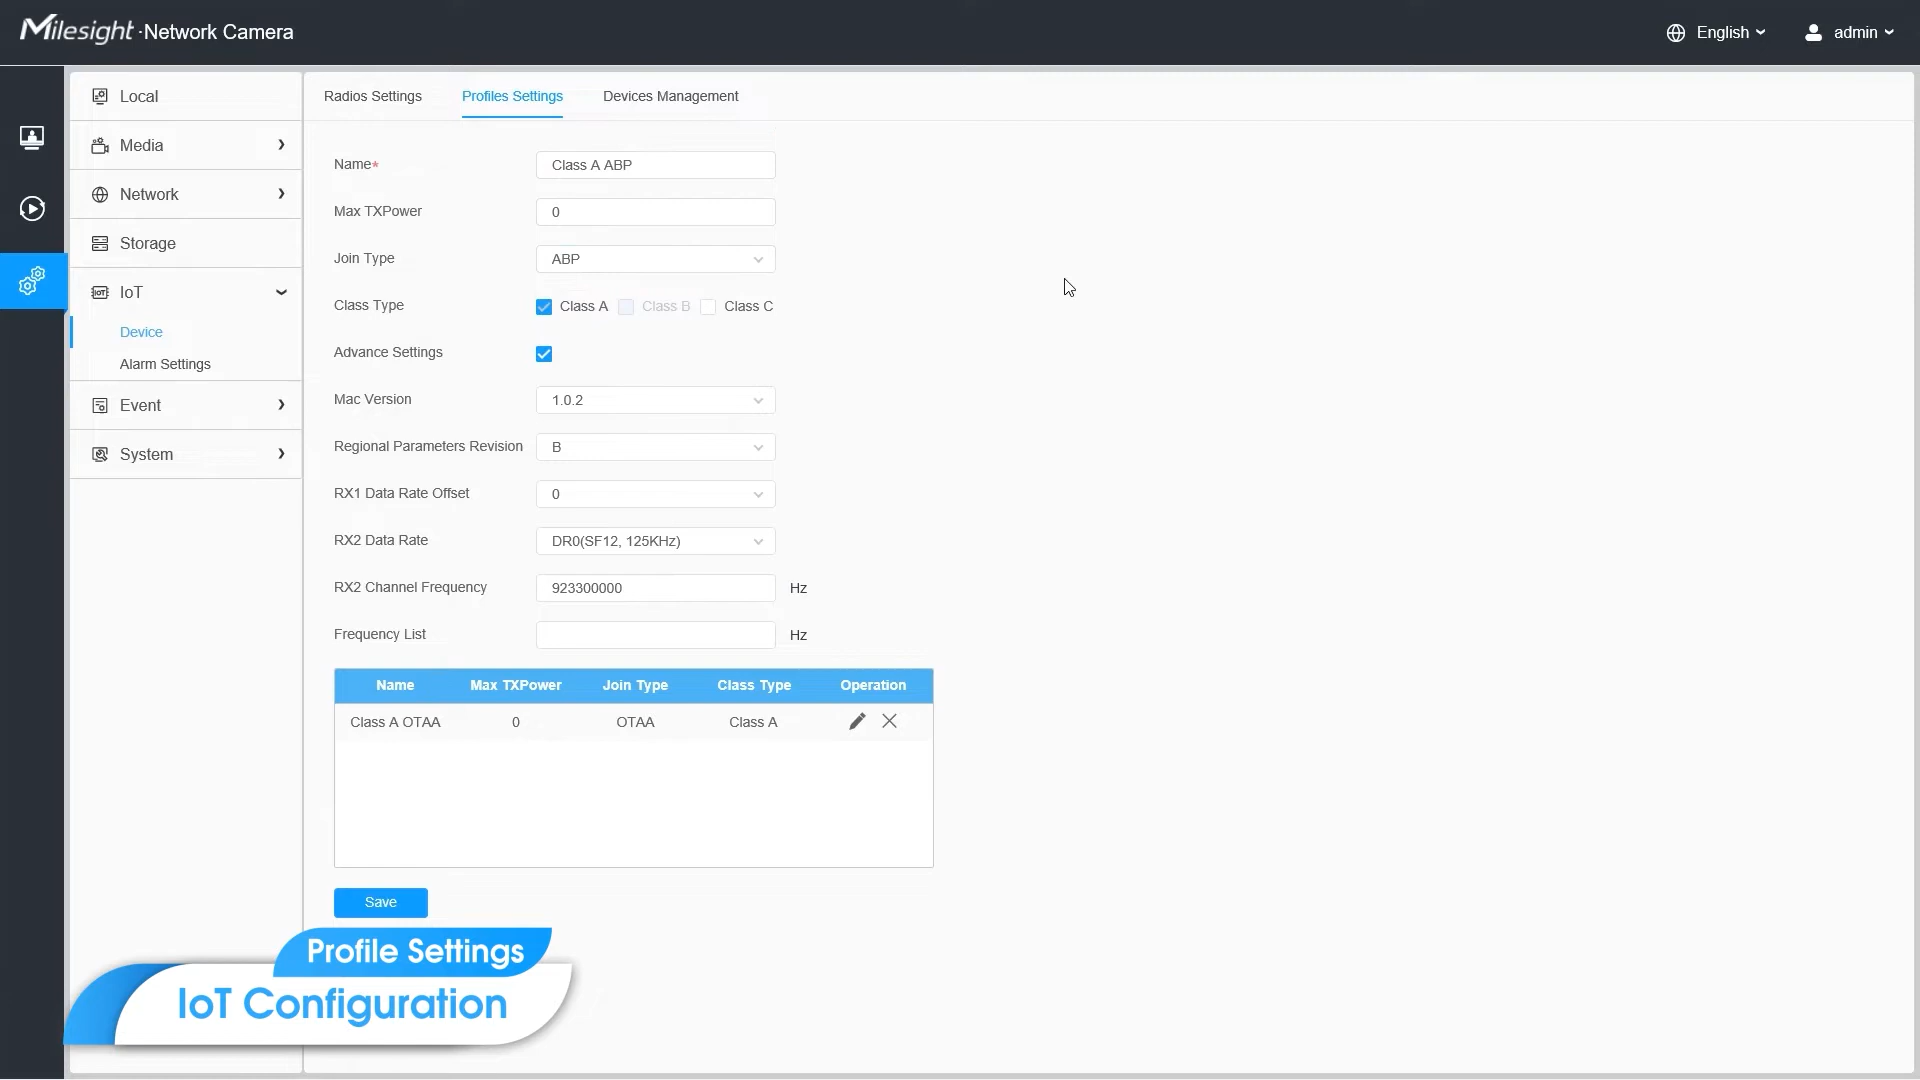 Milesight · Network Camera
English
admin
Local
Media
Network
Storage
IoT
Device
Alarm Settings
Event
System
Radios Settings
Profiles Settings
Devices Management
Name* Class A ABP
Max TXPower 0
Join Type ABP
Class Type Class A Class B Class C
Advance Settings
Mac Version 1.0.2
Regional Parameters Revision B
RX1 Data Rate Offset 0
RX2 Data Rate DR0(SF12, 125KHz)
RX2 Channel Frequency 923300000 Hz
Frequency List Hz
Name Max TXPower Join Type Class Type Operation
Class A OTAA 0 OTAA Class A
Save
Profile Settings
IoT Configuration